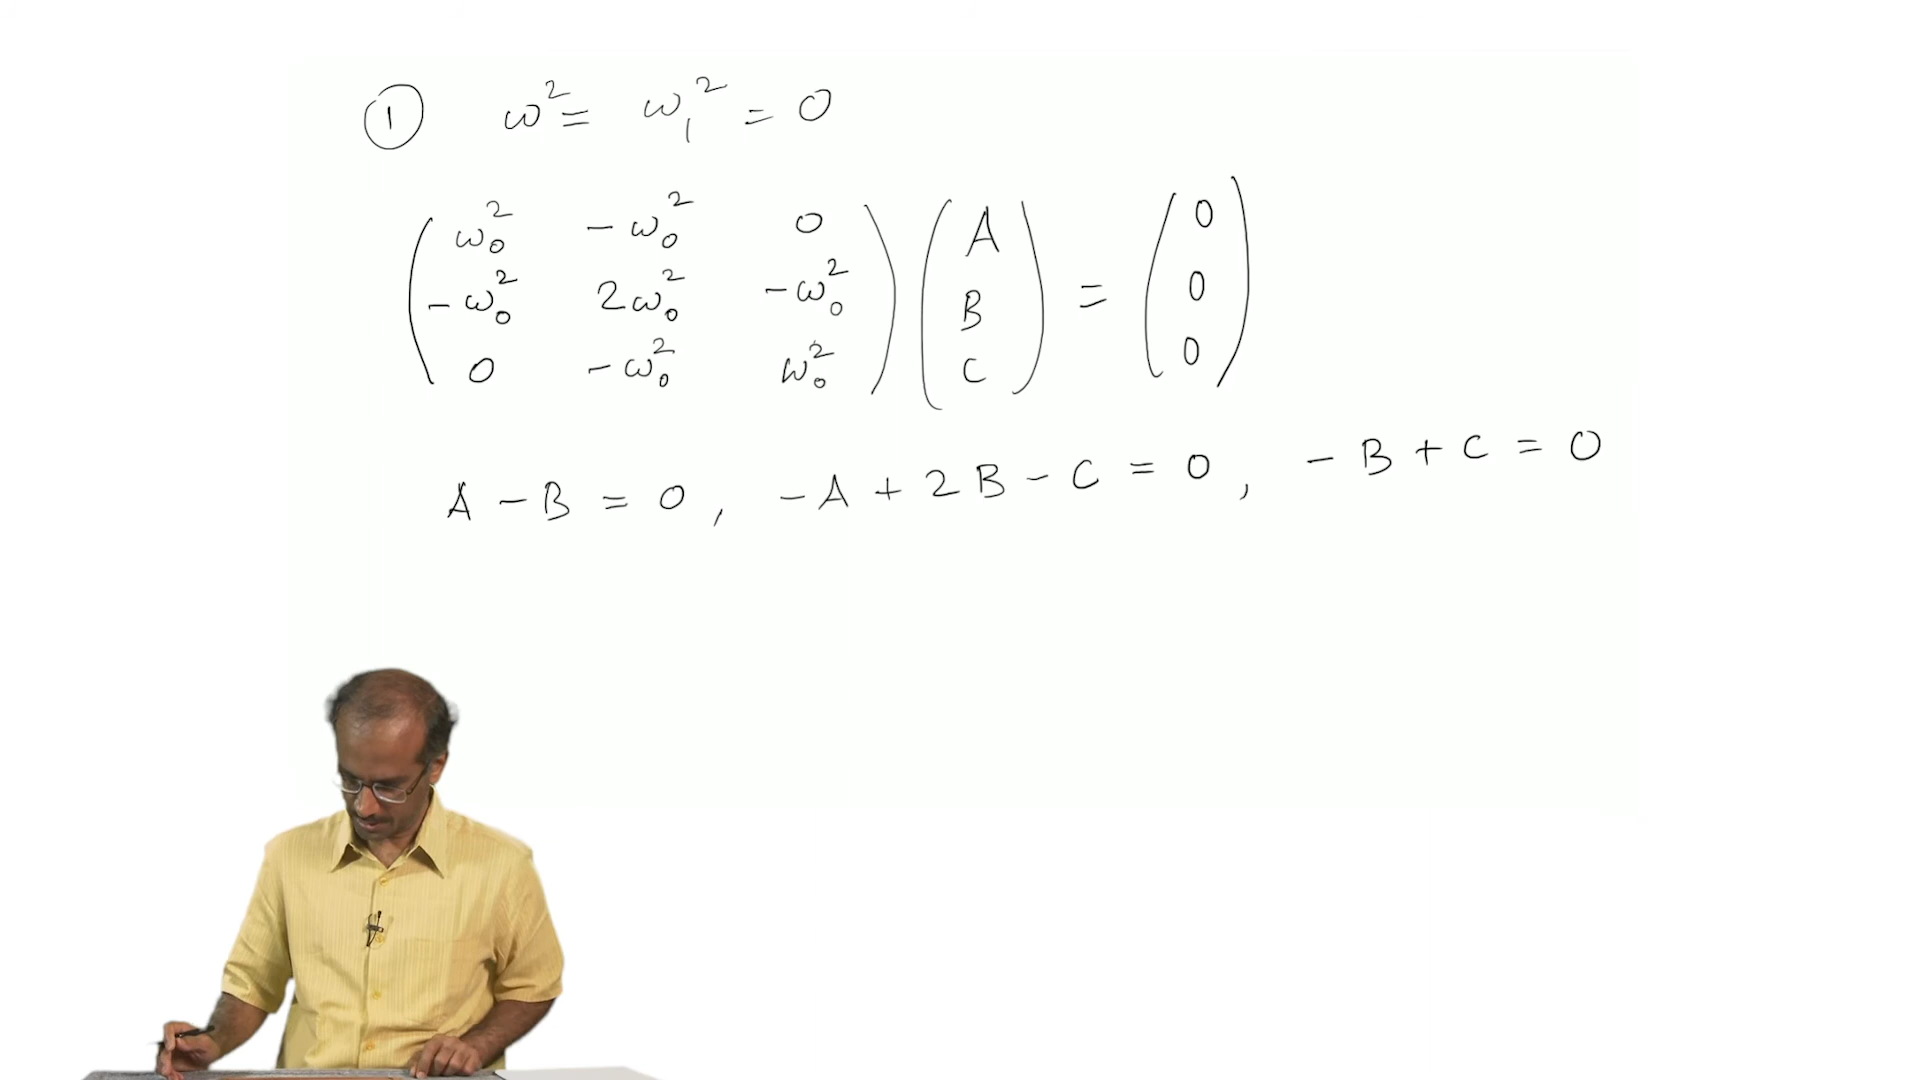 ① ω² = ω₁² = 0
ω₀² -ω₀² 0 A 0
-ω₀² 2ω₀² -ω₀² B = 0
0 -ω₀² ω₀² C 0
A - B = 0, -A + 2B - C = 0, -B + C = 0